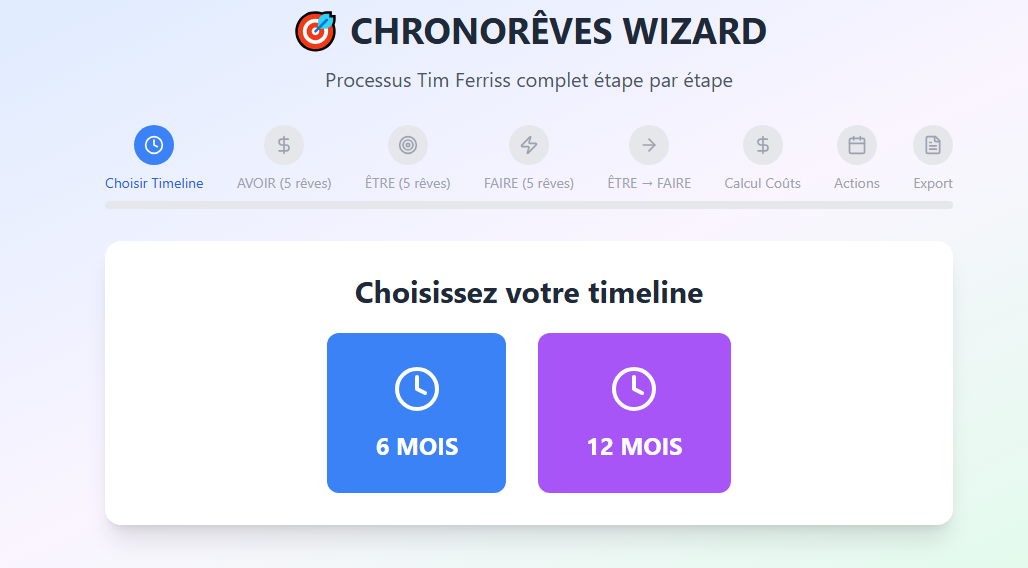 CHRONORÊVES WIZARD
Processus Tim Ferriss complet étape par étape
Choisir Timeline
AVOIR (5 rêves)
ÊTRE (5 rêves)
FAIRE (5 rêves)
ÊTRE → FAIRE
Calcul Coûts
Actions
Export
Choisissez votre timeline
6 MOIS
12 MOIS